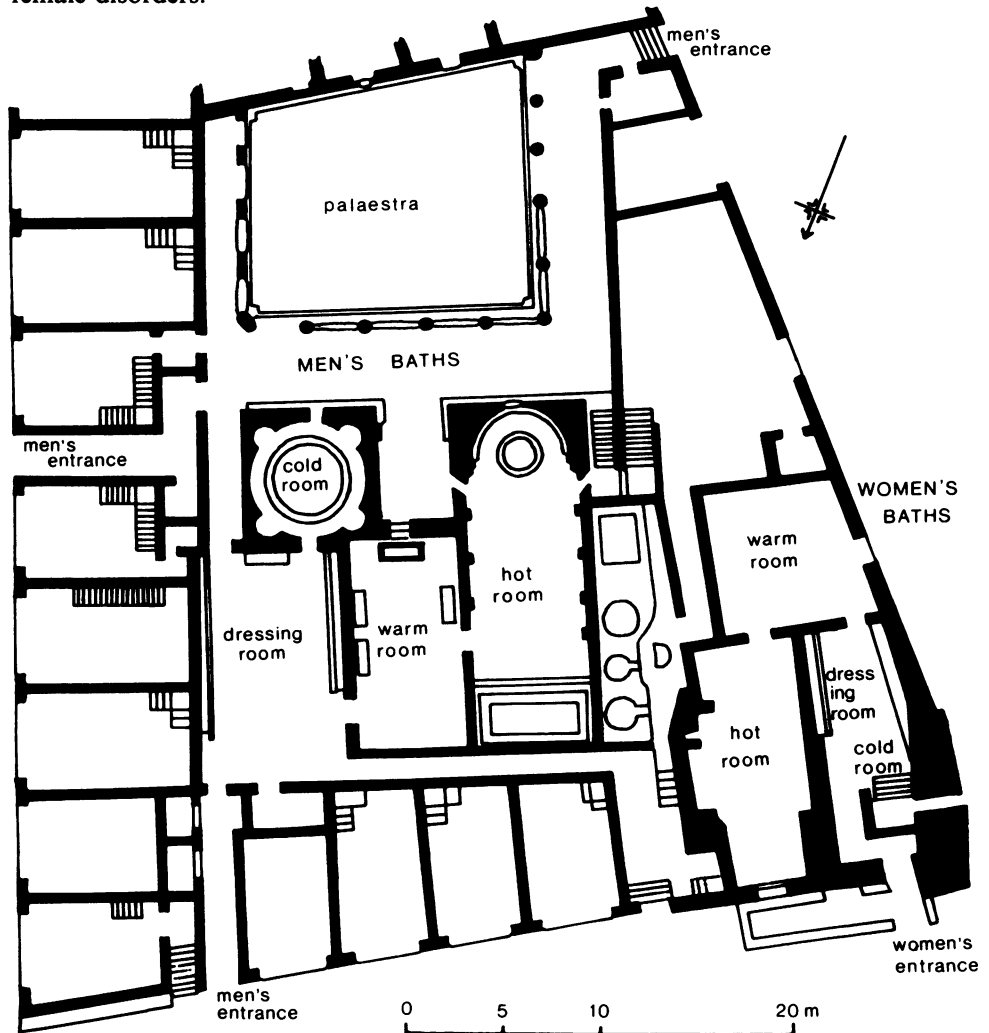 female disorders.
men's
entrance
palaestra
MEN'S BATHS
men's
entrance
cold
room
WOMEN'S
BATHS
warm
room
hot
room
dressing
room
warm
room
dress
ing
room
hot
room
cold
room
women's
entrance
men's
entrance
0 5 10 20 m